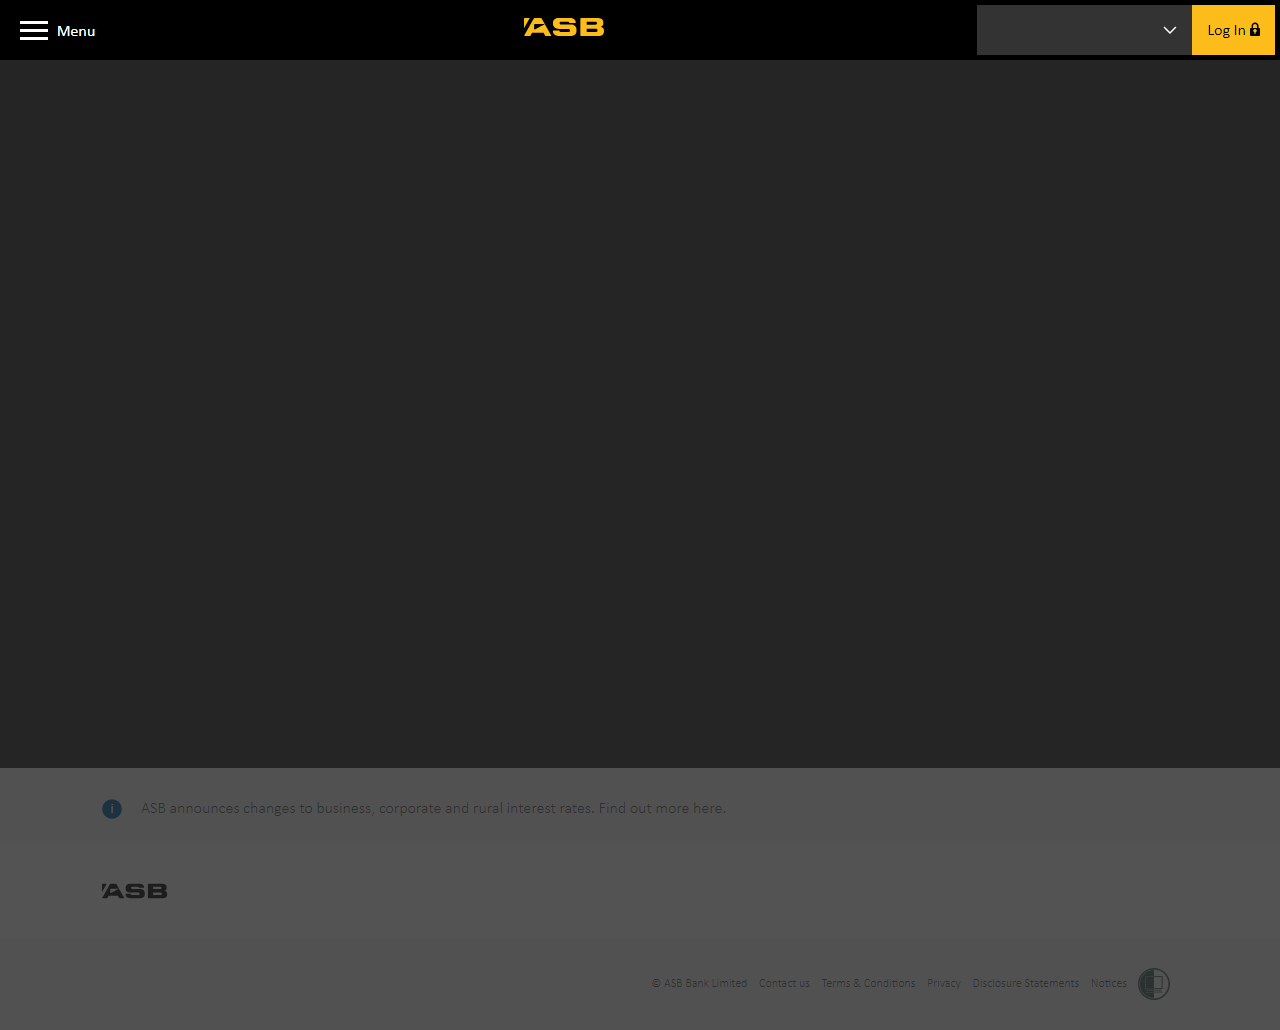 Menu
ASB
Log In
ASB announces changes to business, corporate and rural interest rates. Find out more here.
ASB
© ASB Bank Limited Contact us Terms & Conditions Privacy Disclosure Statements Notices